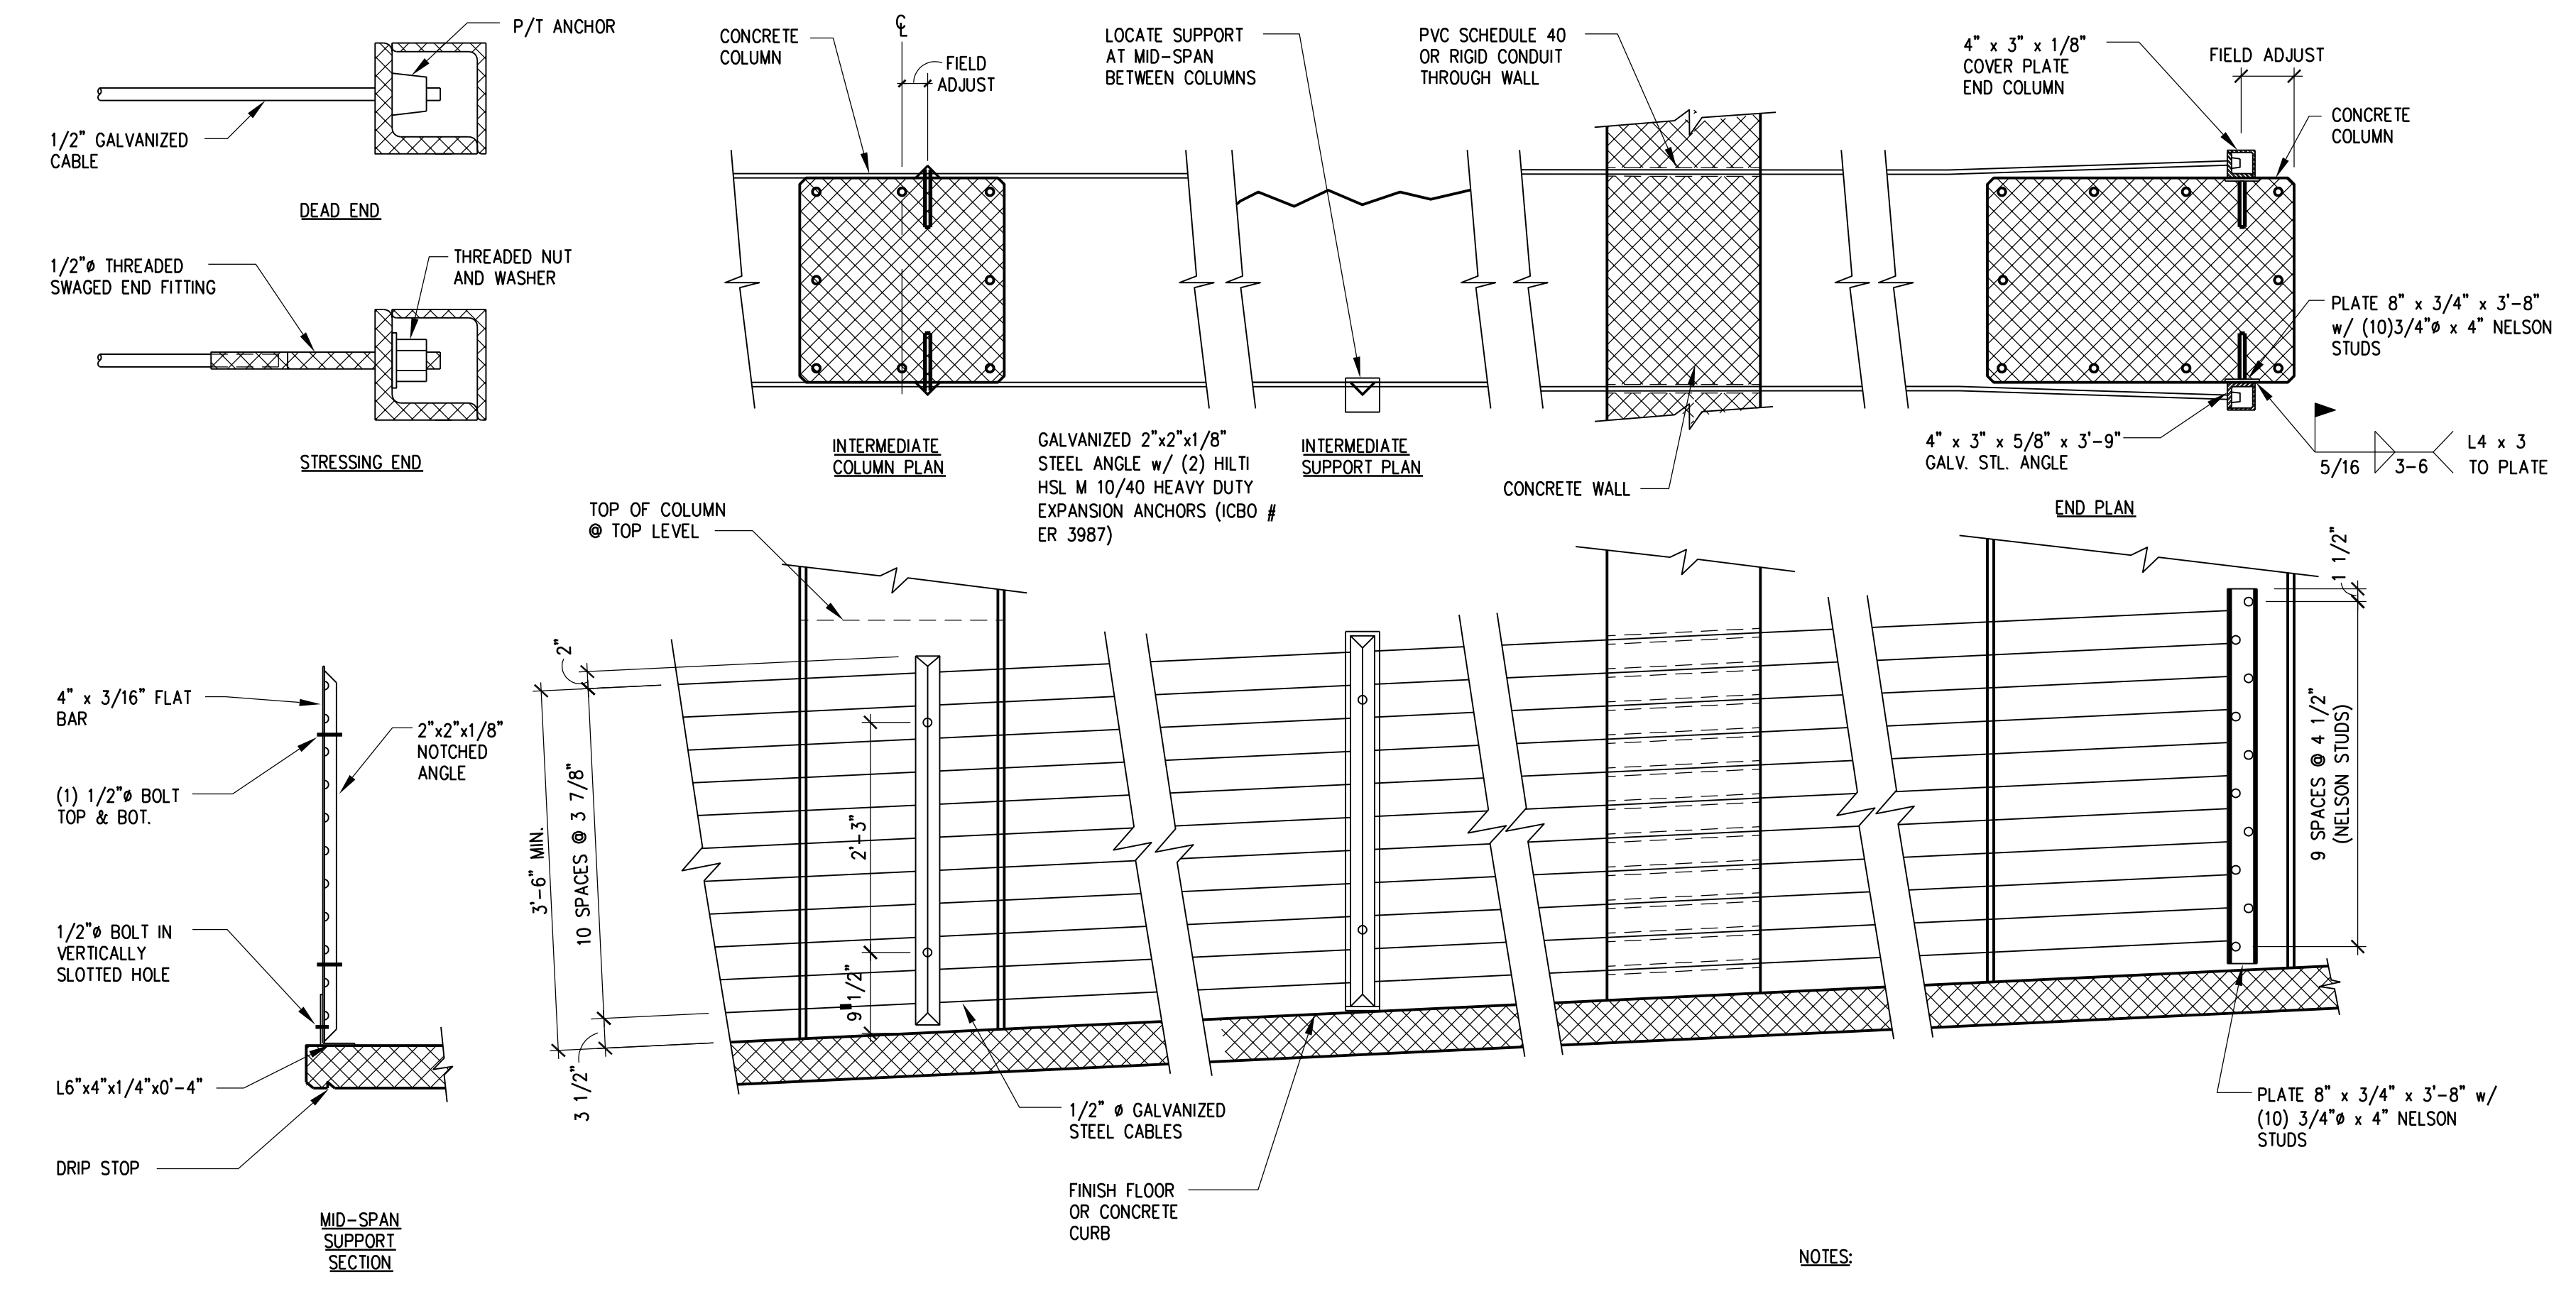 P/T ANCHOR
1/2" GALVANIZED
CABLE
DEAD END
1/2"ø THREADED
SWAGED END FITTING
THREADED NUT
AND WASHER
STRESSING END
CONCRETE
COLUMN
℄
FIELD
ADJUST
LOCATE SUPPORT
AT MID-SPAN
BETWEEN COLUMNS
PVC SCHEDULE 40
OR RIGID CONDUIT
THROUGH WALL
4" x 3" x 1/8"
COVER PLATE
END COLUMN
FIELD ADJUST
CONCRETE
COLUMN
PLATE 8" x 3/4" x 3'-8"
w/ (10)3/4"ø x 4" NELSON
STUDS
INTERMEDIATE
COLUMN PLAN
GALVANIZED 2"x2"x1/8"
STEEL ANGLE w/ (2) HILTI
HSL M 10/40 HEAVY DUTY
EXPANSION ANCHORS (ICBO #
ER 3987)
INTERMEDIATE
SUPPORT PLAN
CONCRETE WALL
4" x 3" x 5/8" x 3'-9"
GALV. STL. ANGLE
5/16
3-6
L4 x 3
TO PLATE
END PLAN
TOP OF COLUMN
@ TOP LEVEL
4" x 3/16" FLAT
BAR
2"x2"x1/8"
NOTCHED
ANGLE
(1) 1/2"ø BOLT
TOP & BOT.
1/2"ø BOLT IN
VERTICALLY
SLOTTED HOLE
L6"x4"x1/4"x0'-4"
DRIP STOP
MID-SPAN
SUPPORT
SECTION
2"
3'-6" MIN.
10 SPACES @ 3 7/8"
3 1/2"
2'-3"
9 1/2"
1/2" ø GALVANIZED
STEEL CABLES
FINISH FLOOR
OR CONCRETE
CURB
1 1/2"
9 SPACES @ 4 1/2"
(NELSON STUDS)
PLATE 8" x 3/4" x 3'-8" w/
(10) 3/4"ø x 4" NELSON
STUDS
NOTES: